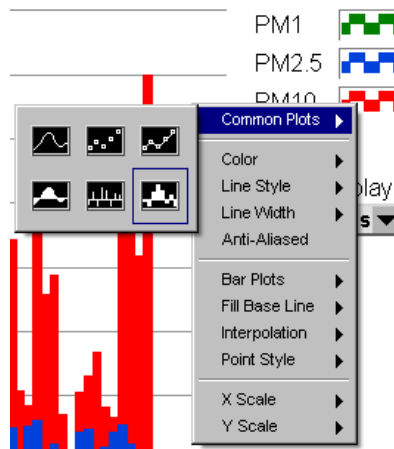 PM1
PM2.5
PM10
Common Plots
Color
Line Style
Line Width
Anti-Aliased
Bar Plots
Fill Base Line
Interpolation
Point Style
X Scale
Y Scale